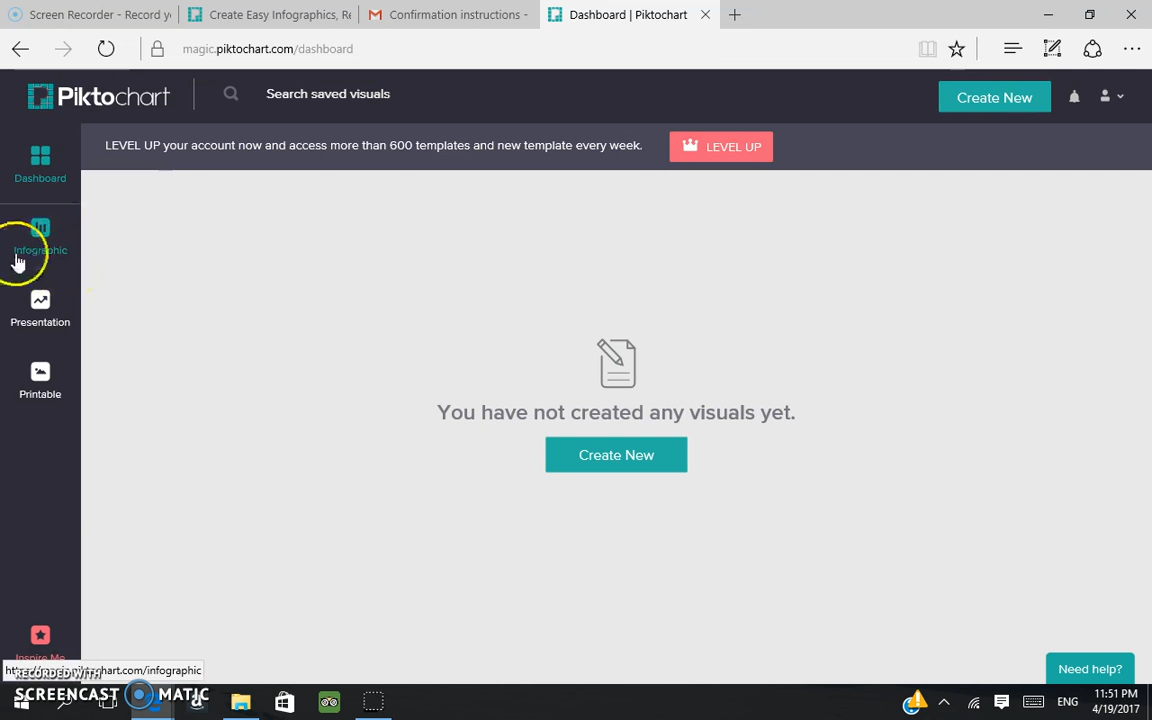 Screen Recorder - Record yo
Create Easy Infographics, Re
Confirmation instructions -
Dashboard | Piktochart
magic.piktochart.com/dashboard
Piktochart
Search saved visuals
Create New
LEVEL UP your account now and access more than 600 templates and new template every week.
LEVEL UP
Dashboard
Infographic
Presentation
Printable
You have not created any visuals yet.
Create New
Inspire Me
Need help?
RECORDED WITH
SCREENCAST MATIC
ENG
11:51 PM
4/19/2017